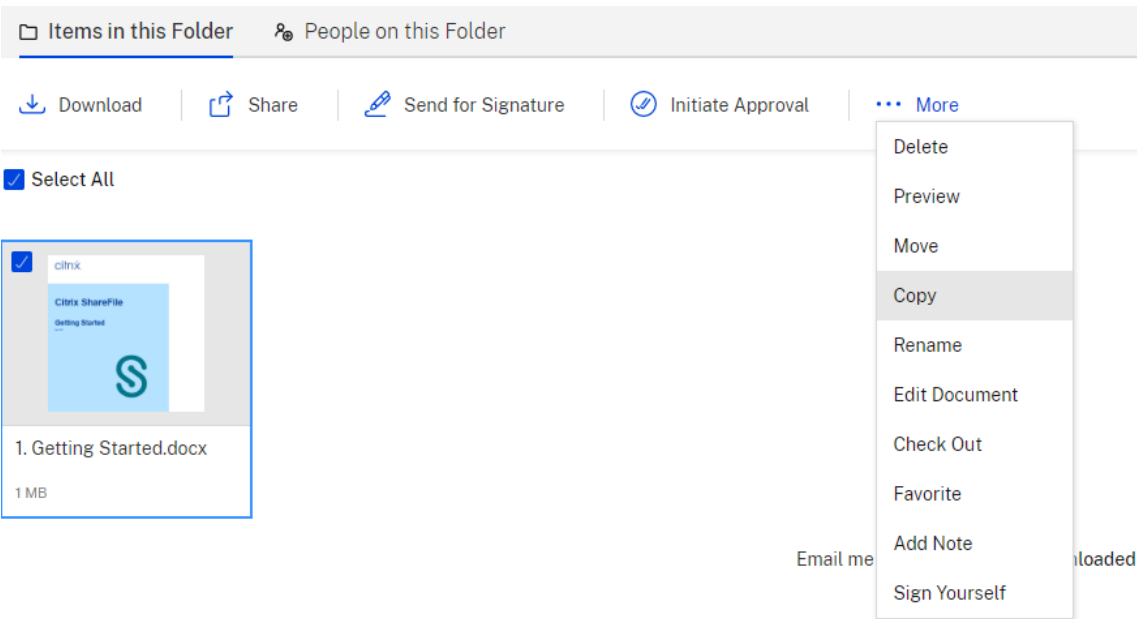 Items in this Folder People on this Folder
Download Share Send for Signature Initiate Approval ••• More
Delete
Select All
Preview
Move
citrix
Copy
Citrix ShareFile
Getting Started
Rename
Edit Document
1. Getting Started.docx
Check Out
1 MB
Favorite
Add Note
Email me
Sign Yourself